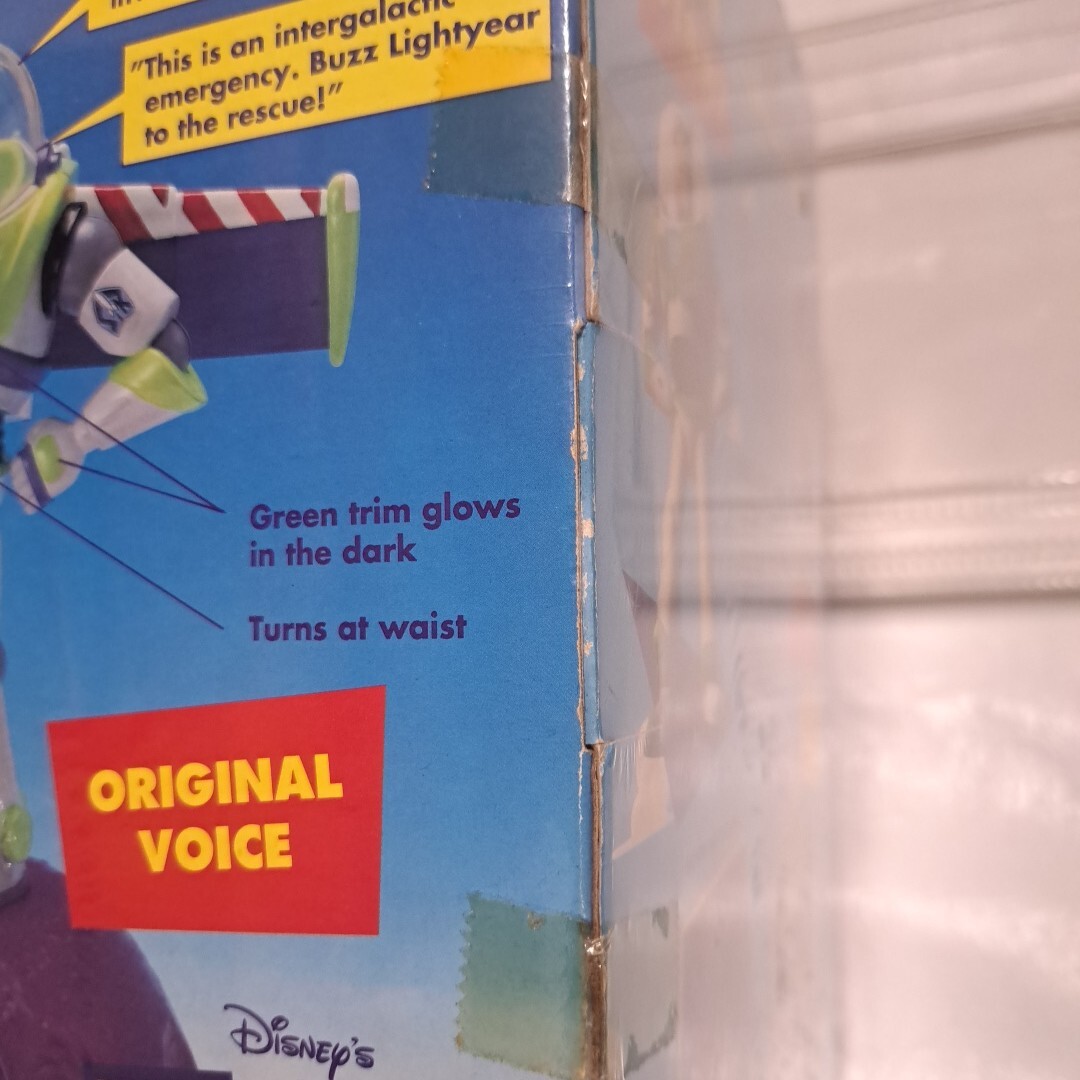 "This is an intergalactic
emergency. Buzz Lightyear
to the rescue!"
Green trim glows
in the dark
Turns at waist
ORIGINAL
VOICE
DISNEY'S